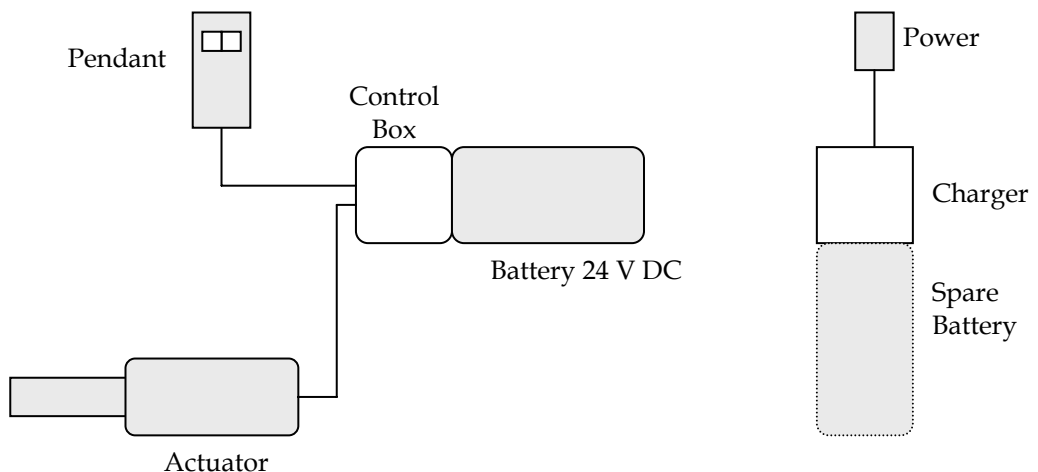 Pendant
Control
Box
Battery 24 V DC
Actuator
Power
Charger
Spare
Battery